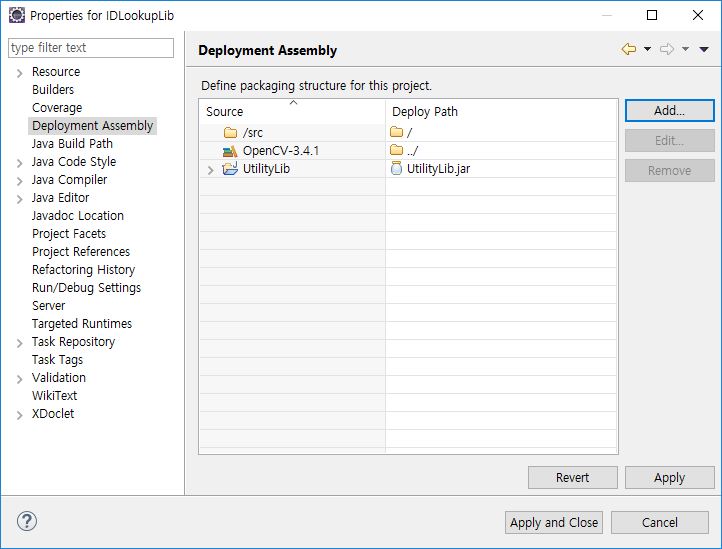 Properties for IDLookupLib
type filter text
Deployment Assembly
Resource
Builders
Coverage
Deployment Assembly
Java Build Path
Java Code Style
Java Compiler
Java Editor
Javadoc Location
Project Facets
Project References
Refactoring History
Run/Debug Settings
Server
Targeted Runtimes
Task Repository
Task Tags
Validation
WikiText
XDoclet
Define packaging structure for this project.
Source Deploy Path
/src /
OpenCV-3.4.1 ../
UtilityLib UtilityLib.jar
Add...
Edit...
Remove
Revert Apply
Apply and Close Cancel